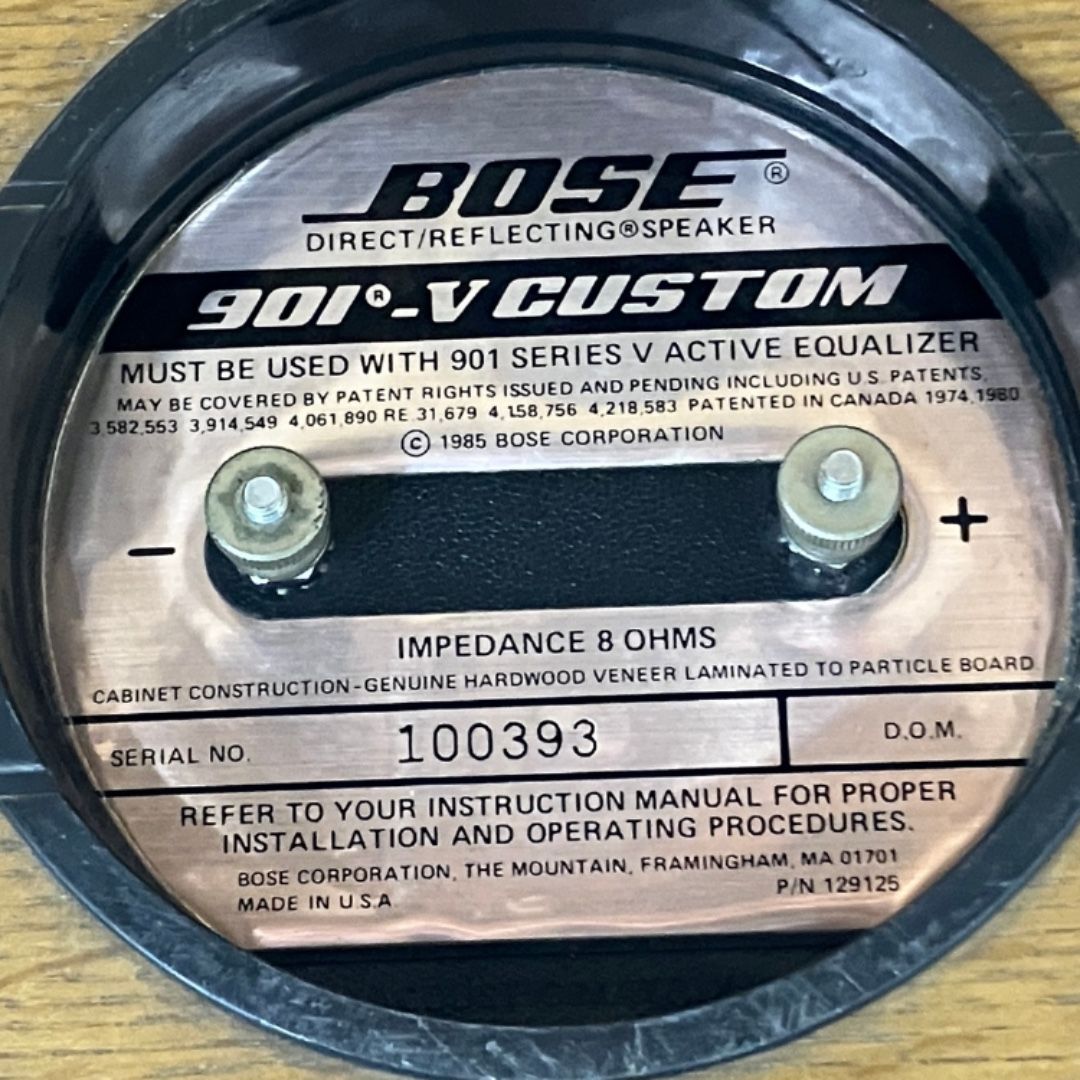 BOSE®
DIRECT/REFLECTING®SPEAKER
901®-V CUSTOM
MUST BE USED WITH 901 SERIES V ACTIVE EQUALIZER
MAY BE COVERED BY PATENT RIGHTS ISSUED AND PENDING INCLUDING U.S. PATENTS,
3,582,553 3,914,549 4,061,890 RE 31,679 4,158,756 4,218,583 PATENTED IN CANADA 1974,1980
© 1985 BOSE CORPORATION
- +
IMPEDANCE 8 OHMS
CABINET CONSTRUCTION-GENUINE HARDWOOD VENEER LAMINATED TO PARTICLE BOARD
SERIAL NO. 100393 D.O.M.
REFER TO YOUR INSTRUCTION MANUAL FOR PROPER
INSTALLATION AND OPERATING PROCEDURES.
BOSE CORPORATION, THE MOUNTAIN, FRAMINGHAM, MA 01701
MADE IN U.S.A P/N 129125